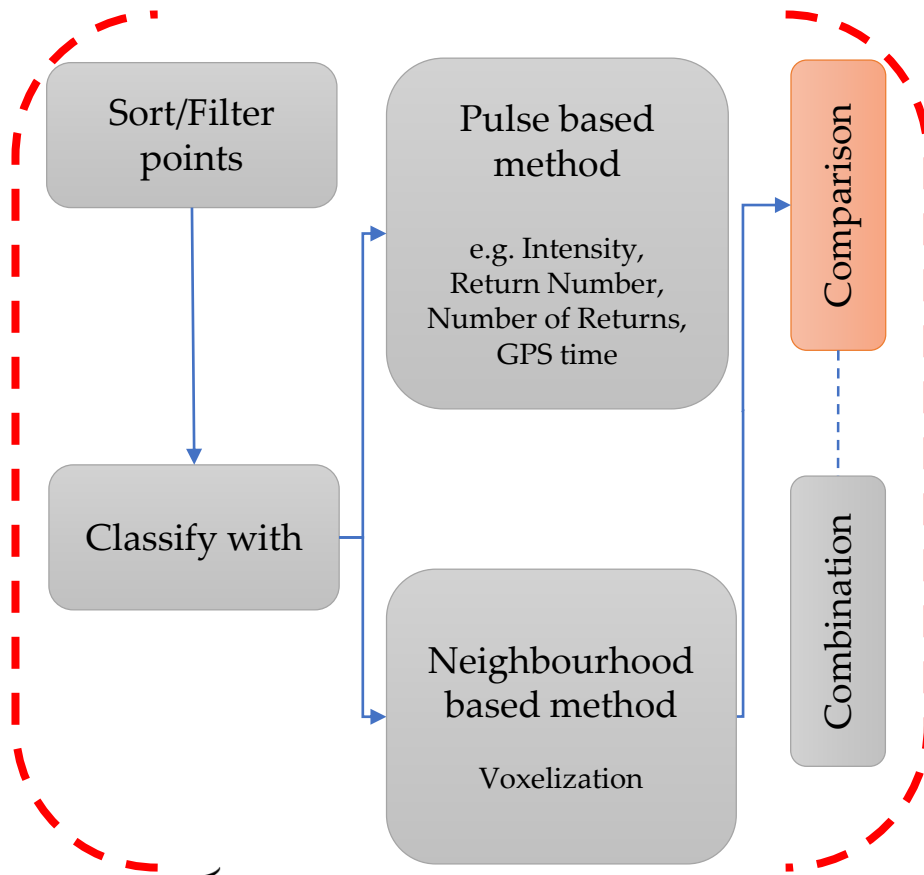 Sort/Filter
points
Classify with
Pulse based
method
e.g. Intensity,
Return Number,
Number of Returns,
GPS time
Neighbourhood
based method
Voxelization
Comparison
Combination